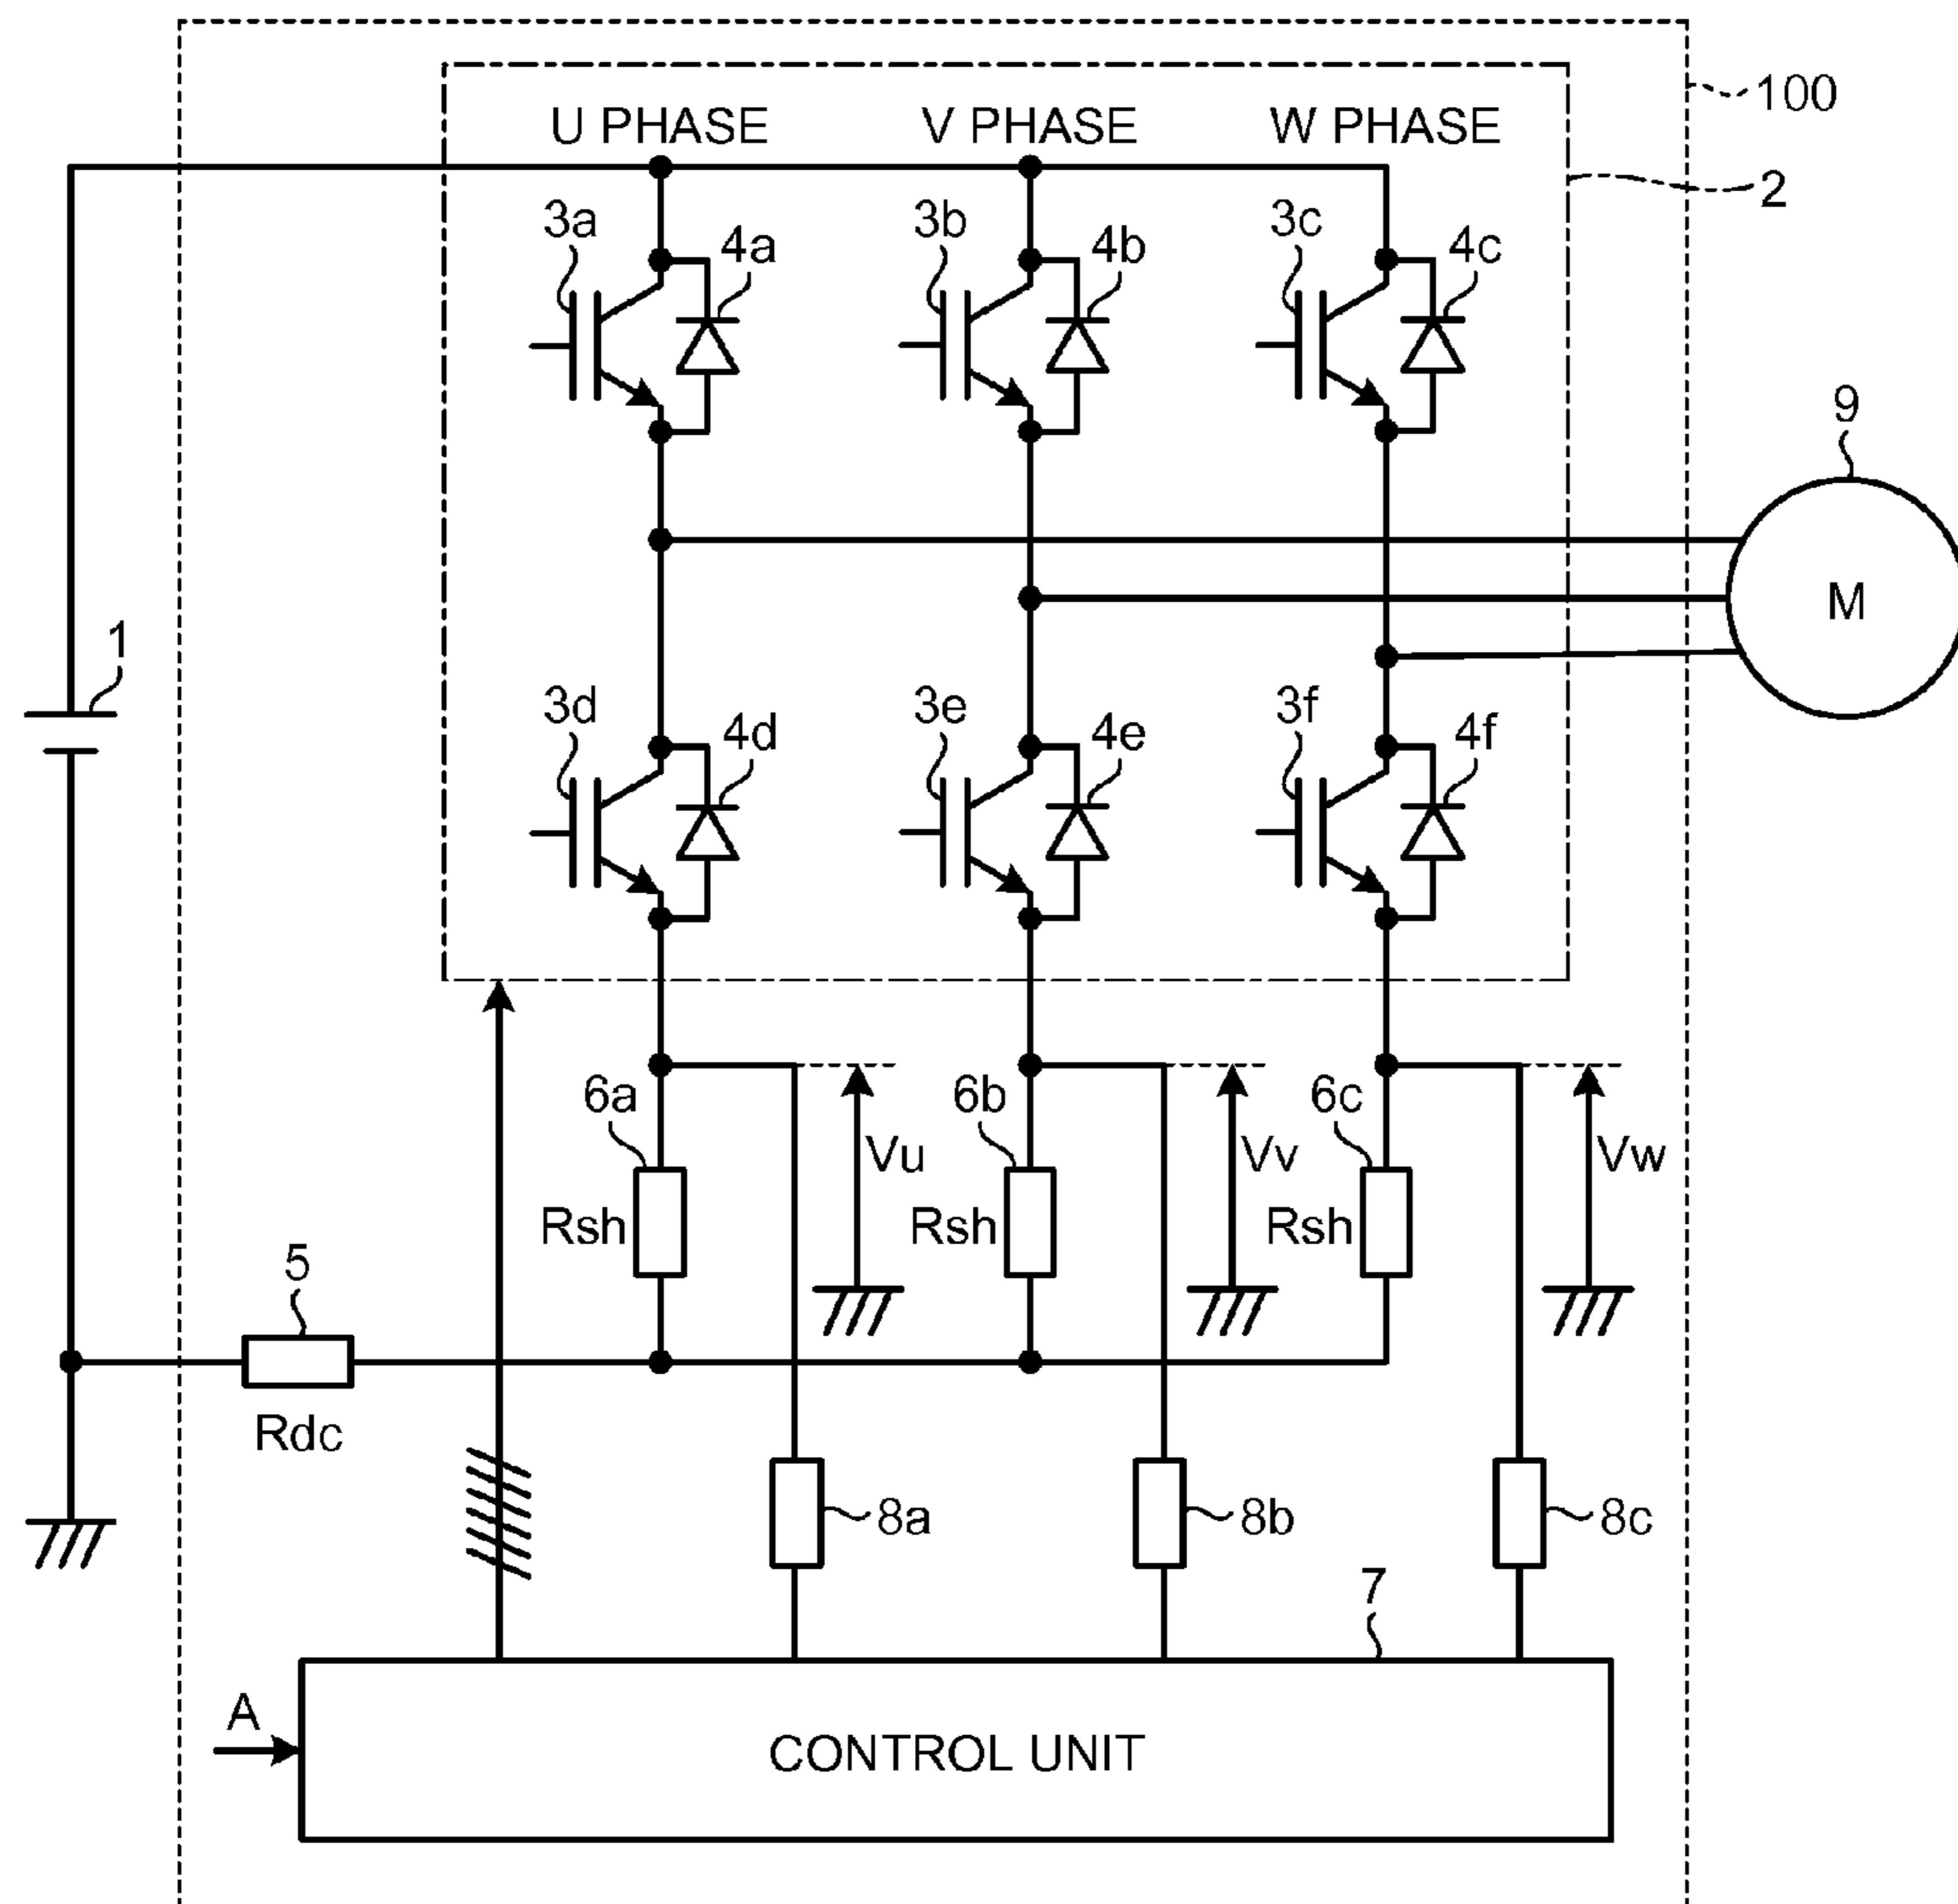 100
U PHASE V PHASE W PHASE
2
3a 4a 3b 4b 3c 4c
9
M
1
3d 4d 3e 4e 3f 4f
6a Vu 6b Vv 6c Vw
Rsh Rsh Rsh
5
Rdc
8a 8b 8c
7
A
CONTROL UNIT